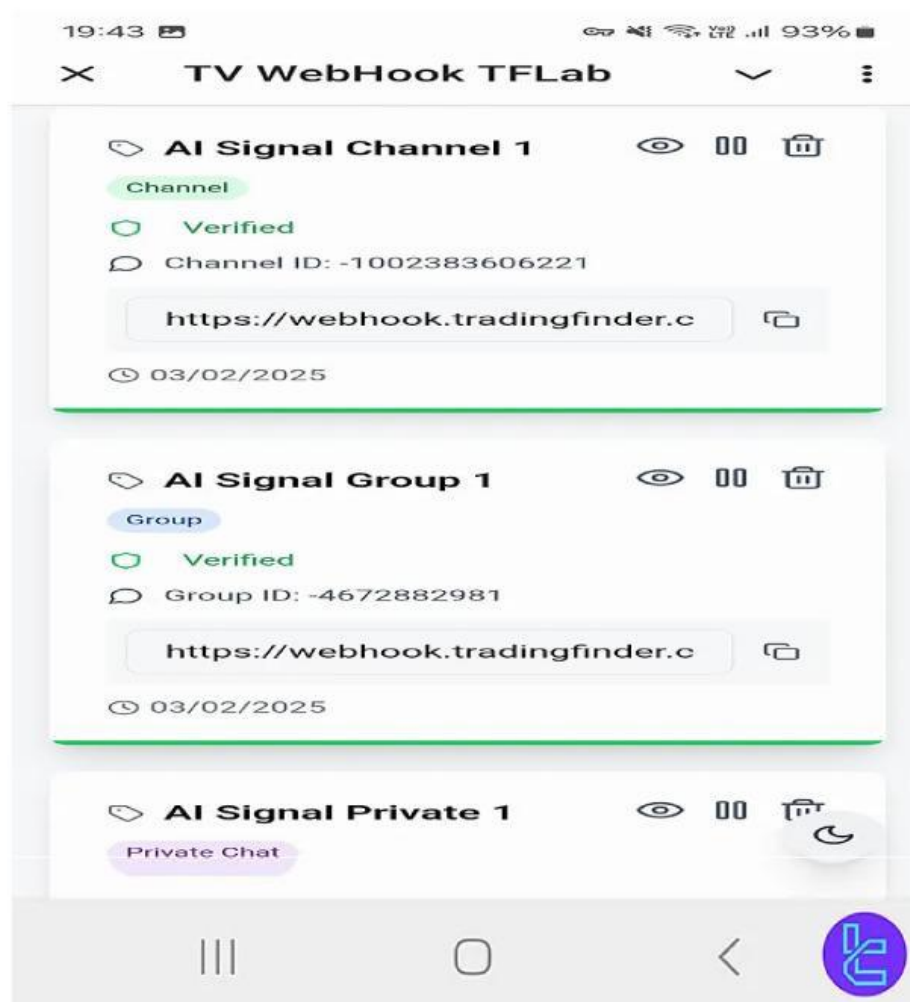 19:43 93%
TV WebHook TFLab
AI Signal Channel 1
Channel
Verified
Channel ID: -1002383606221
https://webhook.tradingfinder.c
03/02/2025
AI Signal Group 1
Group
Verified
Group ID: -4672882981
https://webhook.tradingfinder.c
03/02/2025
AI Signal Private 1
Private Chat